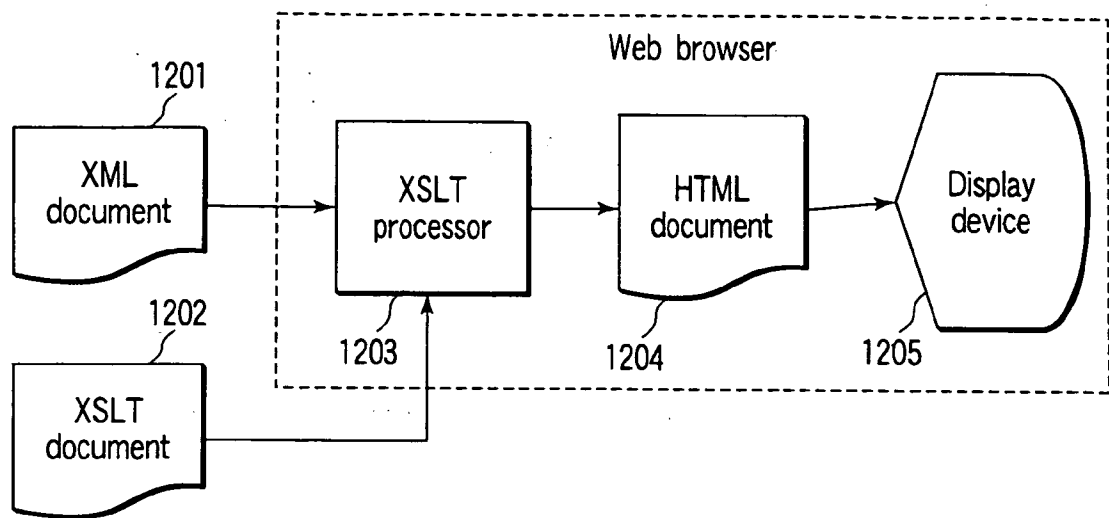 Web browser
1201
XML
document
XSLT
processor
HTML
document
Display
device
1202
1203
1204
1205
XSLT
document